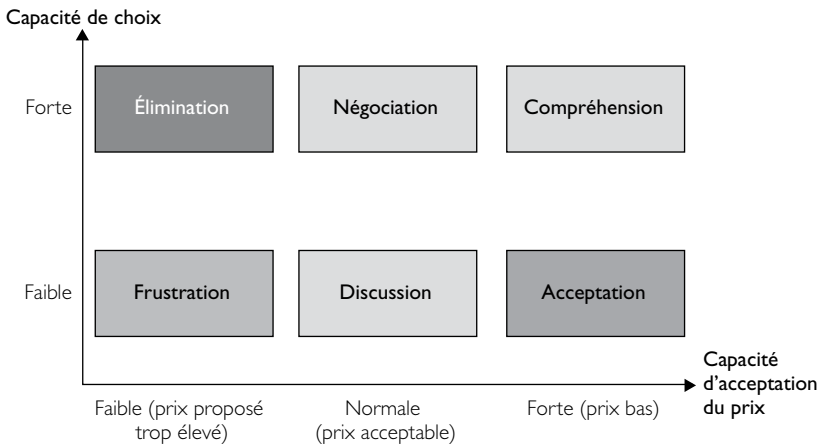 Capacité de choix
Forte
Élimination
Négociation
Compréhension
Faible
Frustration
Discussion
Acceptation
Capacité
d'acceptation
du prix
Faible (prix proposé
trop élevé)
Normale
(prix acceptable)
Forte (prix bas)